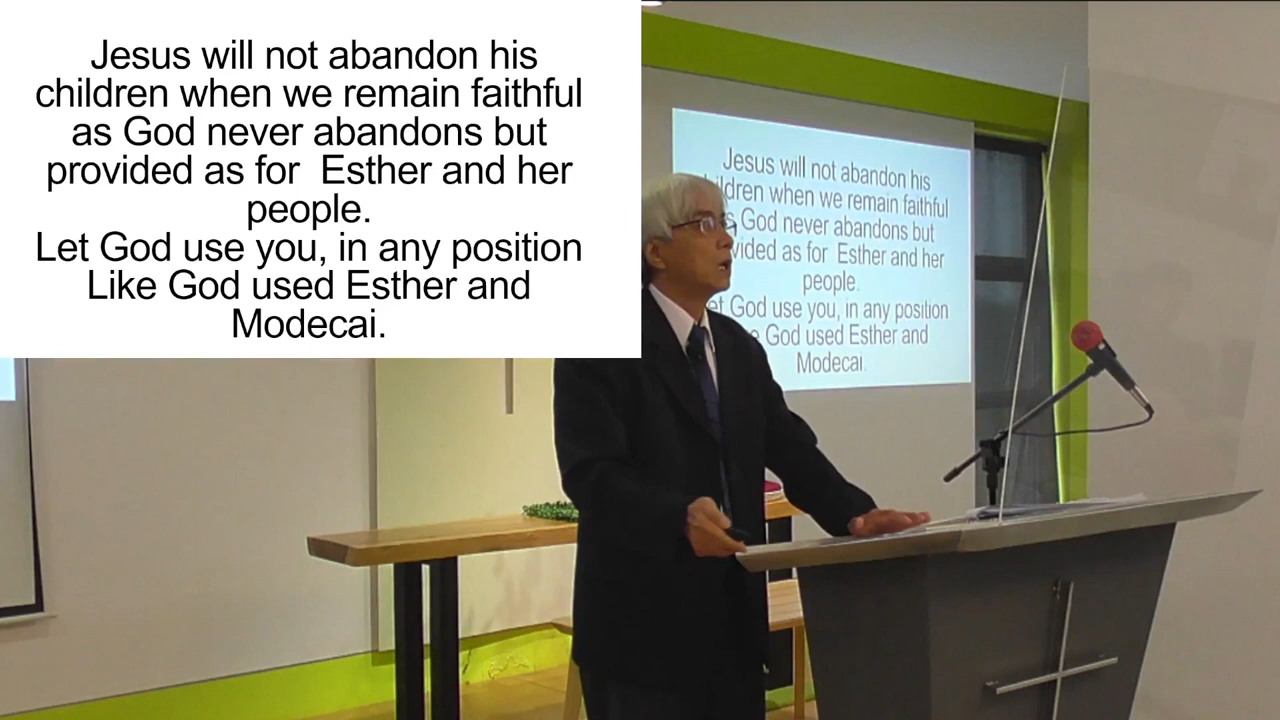 Jesus will not abandon his
children when we remain faithful
as God never abandons but
provided as for  Esther and her
people.
Let God use you, in any position
Like God used Esther and
Modecai.
Jesus will not abandon his
ildren when we remain faithful
s God never abandons but
vided as for  Esther and her
people.
et God use you, in any position
e God used Esther and
Modecai.